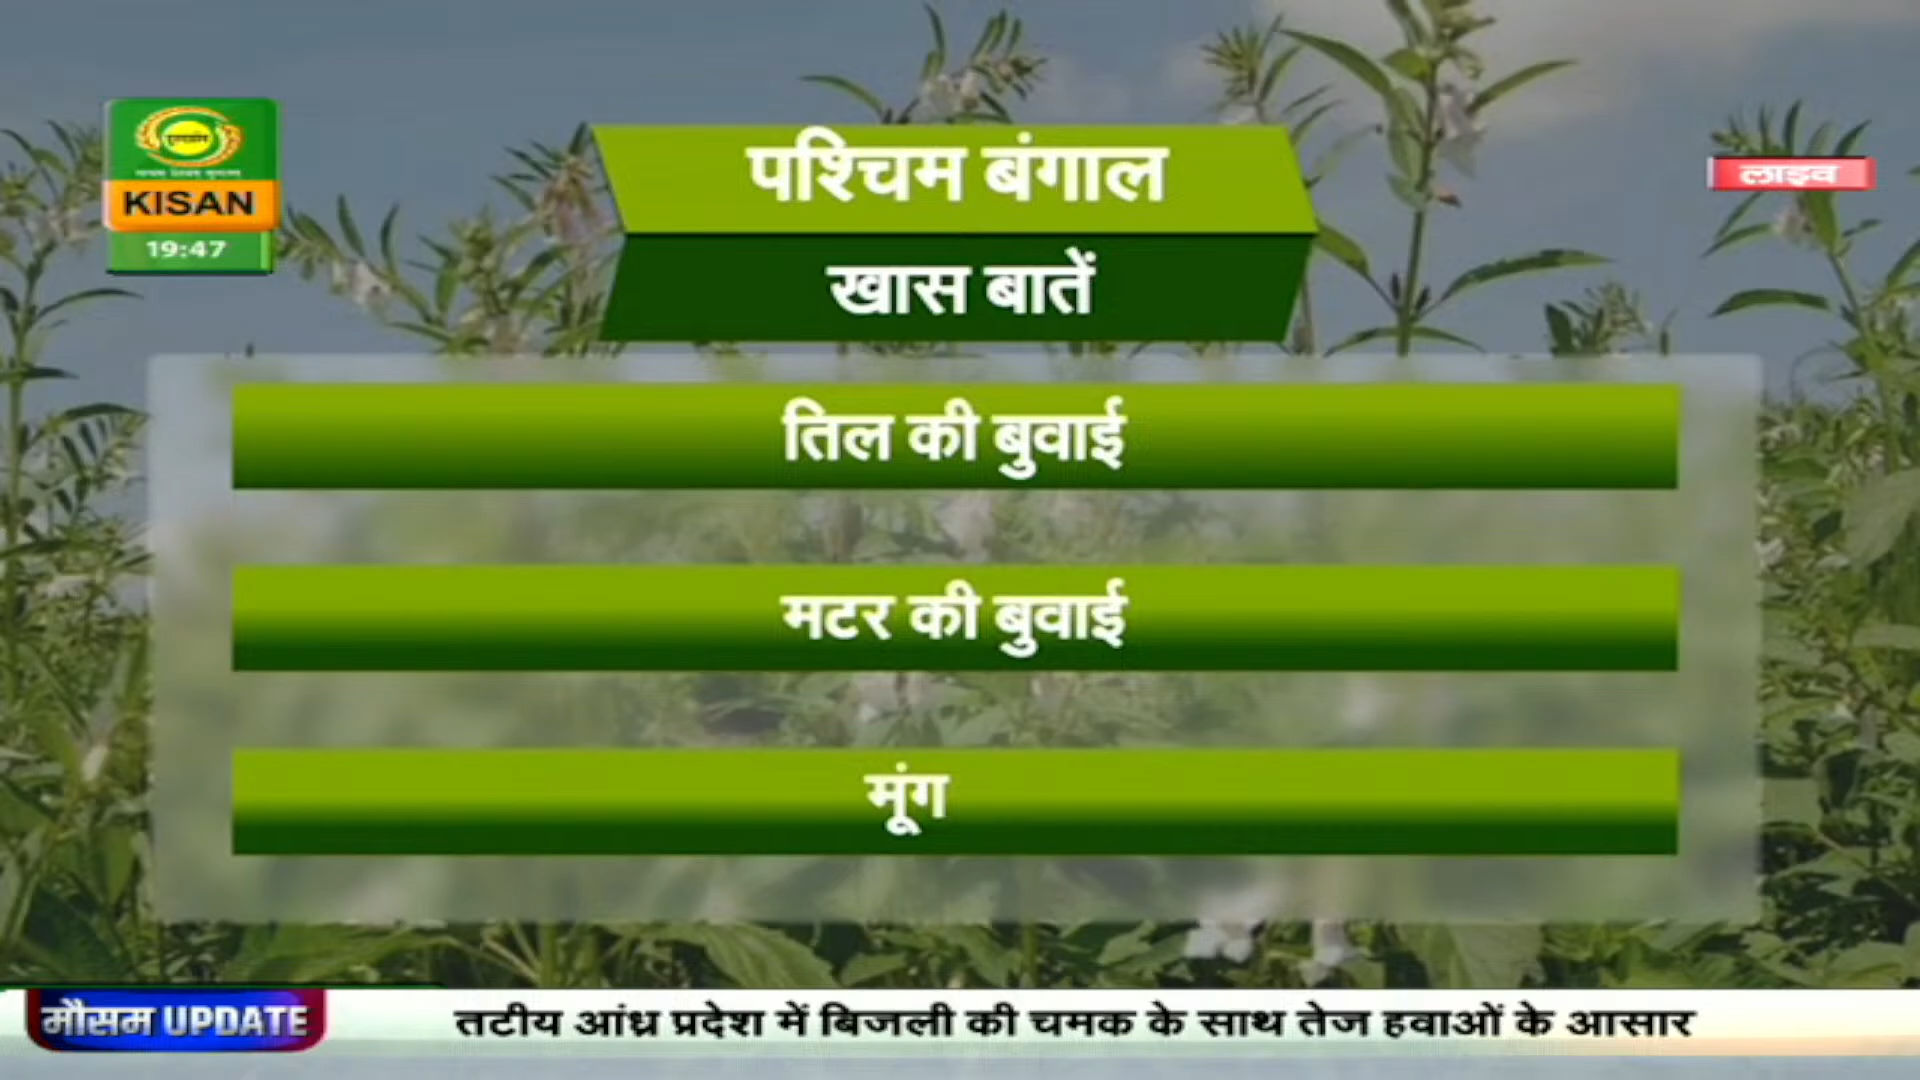 KISAN
19:47
लाइव
पश्चिम बंगाल
खास बातें
तिल की बुवाई
मटर की बुवाई
मूंग
मौसम UPDATE
तटीय आंध्र प्रदेश में बिजली की चमक के साथ तेज हवाओं के आसार